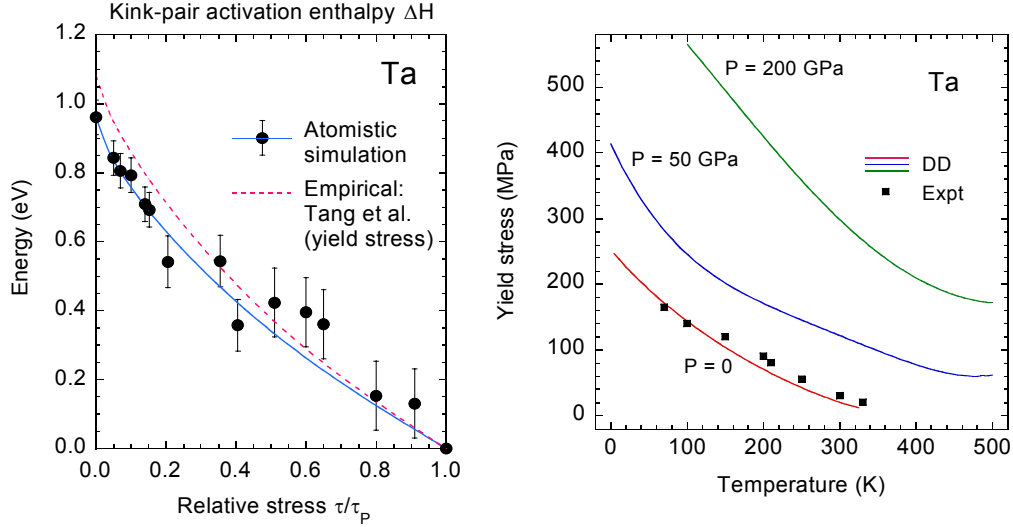 Kink-pair activation enthalpy ΔH
1.2
1.0
0.8
0.6
0.4
0.2
0.0
Energy (eV)
Ta
Atomistic
simulation
Empirical:
Tang et al.
(yield stress)
0.0 0.2 0.4 0.6 0.8 1.0
Relative stress τ/τP
500
400
300
200
100
0
Yield stress (MPa)
P = 200 GPa
Ta
P = 50 GPa
DD
Expt
P = 0
0 100 200 300 400 500
Temperature (K)